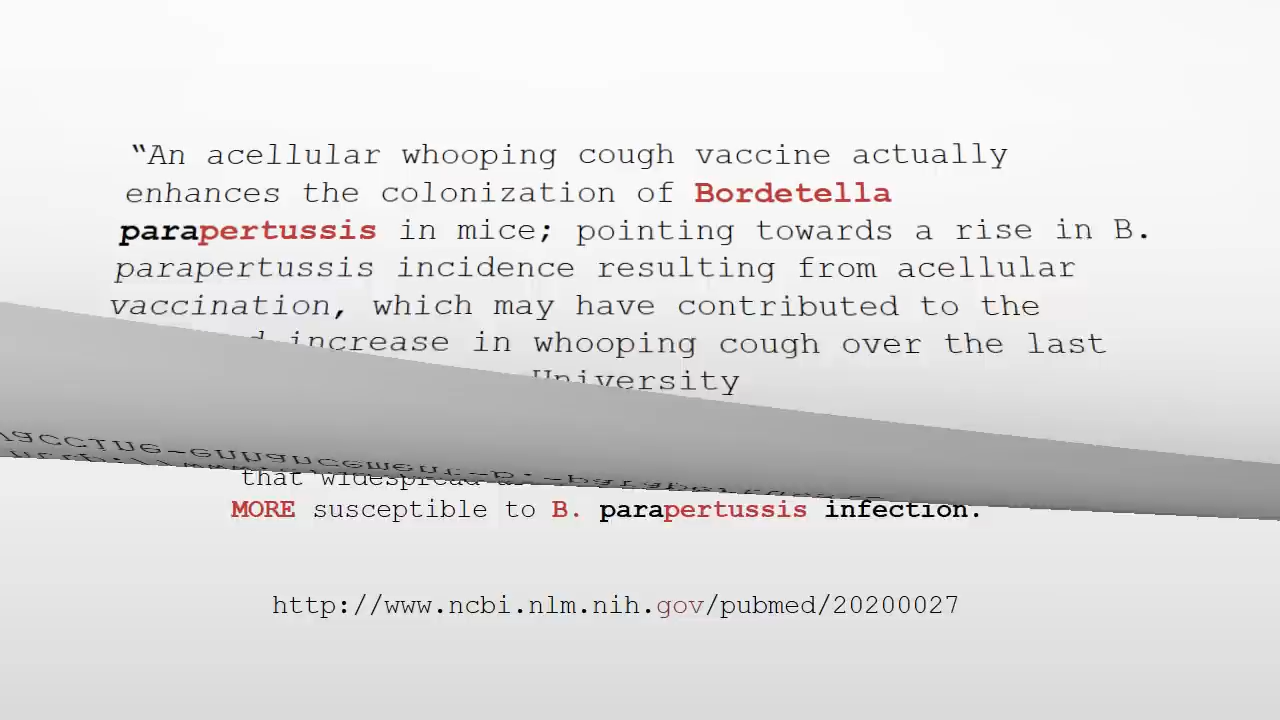 “An acellular whooping cough vaccine actually
enhances the colonization of Bordetella
parapertussis in mice; pointing towards a rise in B.
parapertussis incidence resulting from acellular
vaccination, which may have contributed to the
increase in whooping cough over the last
University
that widespread
MORE susceptible to B. parapertussis infection.
http://www.ncbi.nlm.nih.gov/pubmed/20200027